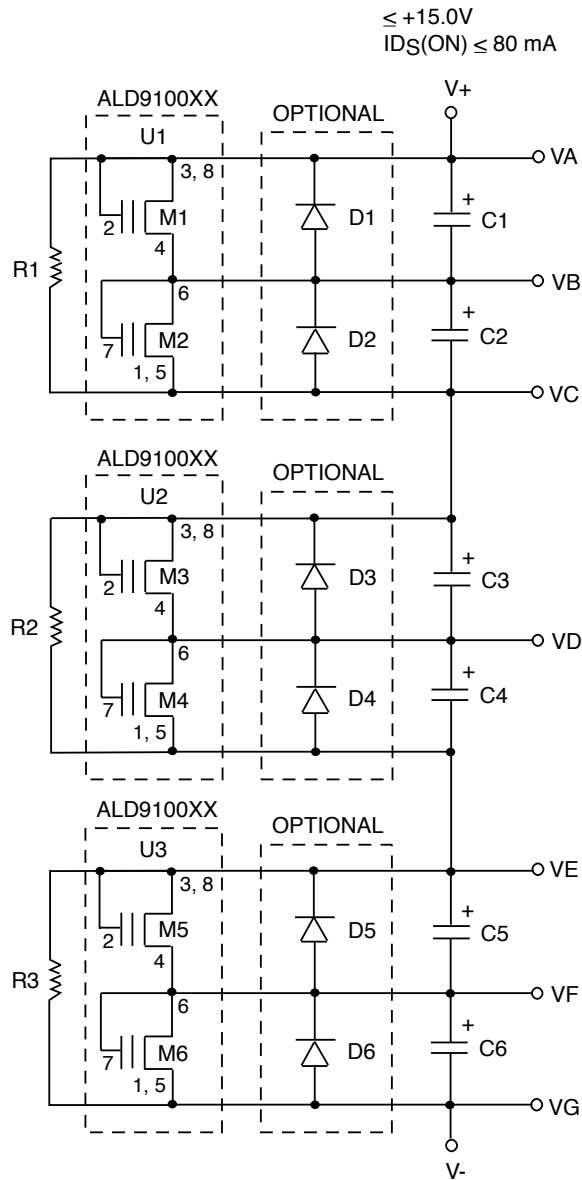 ≤ +15.0V
IDS(ON) ≤ 80 mA
V+
ALD9100XX
OPTIONAL
U1
VA
3, 8
+
2
M1
D1
C1
4
R1
6
VB
+
7
M2
D2
C2
1, 5
VC
ALD9100XX
OPTIONAL
U2
3, 8
+
2
M3
D3
C3
4
R2
6
VD
+
7
M4
D4
C4
1, 5
ALD9100XX
OPTIONAL
U3
VE
3, 8
+
2
M5
D5
C5
4
R3
6
VF
+
7
M6
D6
C6
1, 5
VG
V-